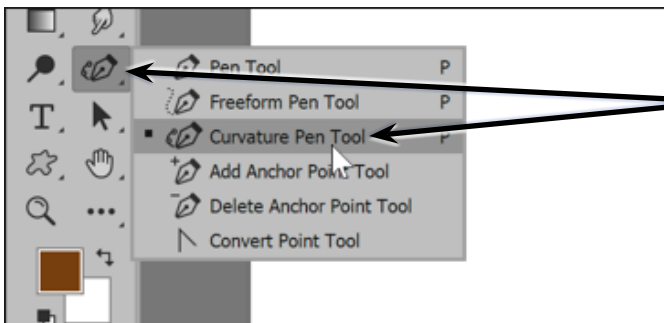 Pen Tool P
Freeform Pen Tool P
Curvature Pen Tool P
Add Anchor Point Tool
Delete Anchor Point Tool
Convert Point Tool